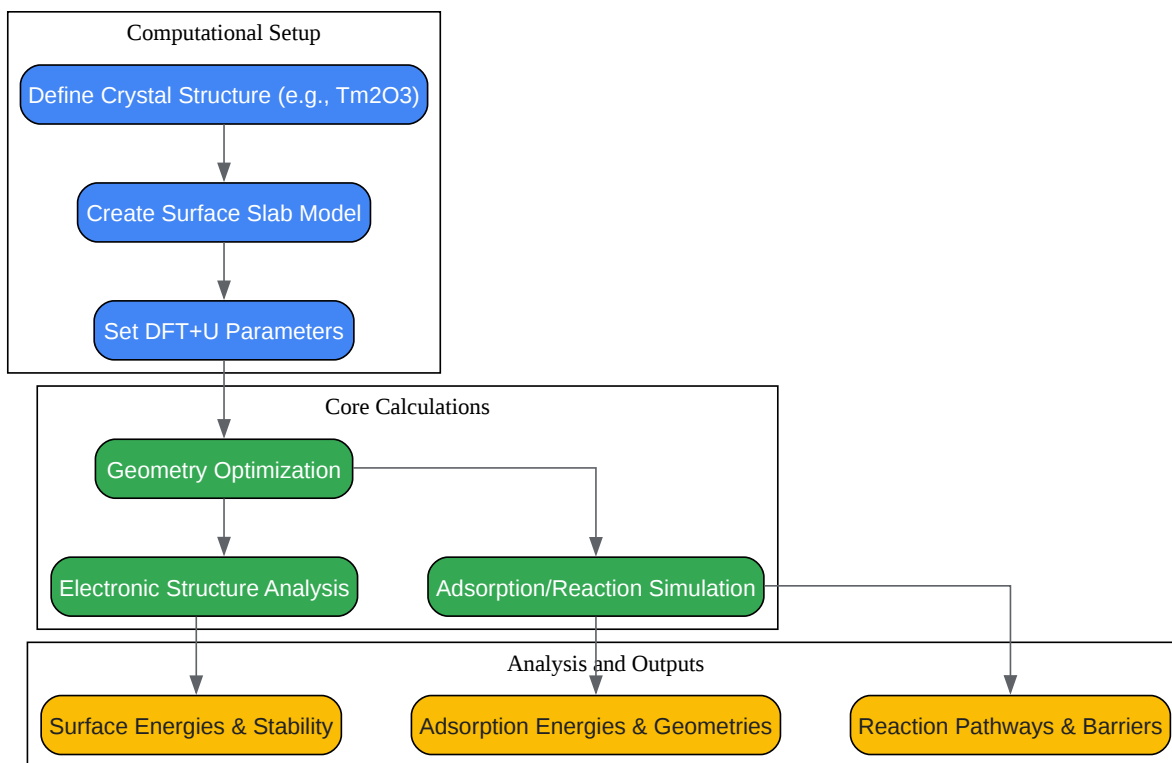 Computational Setup
Define Crystal Structure (e.g., Tm2O3)
Create Surface Slab Model
Set DFT+U Parameters
Core Calculations
Geometry Optimization
Electronic Structure Analysis
Adsorption/Reaction Simulation
Analysis and Outputs
Surface Energies & Stability
Adsorption Energies & Geometries
Reaction Pathways & Barriers